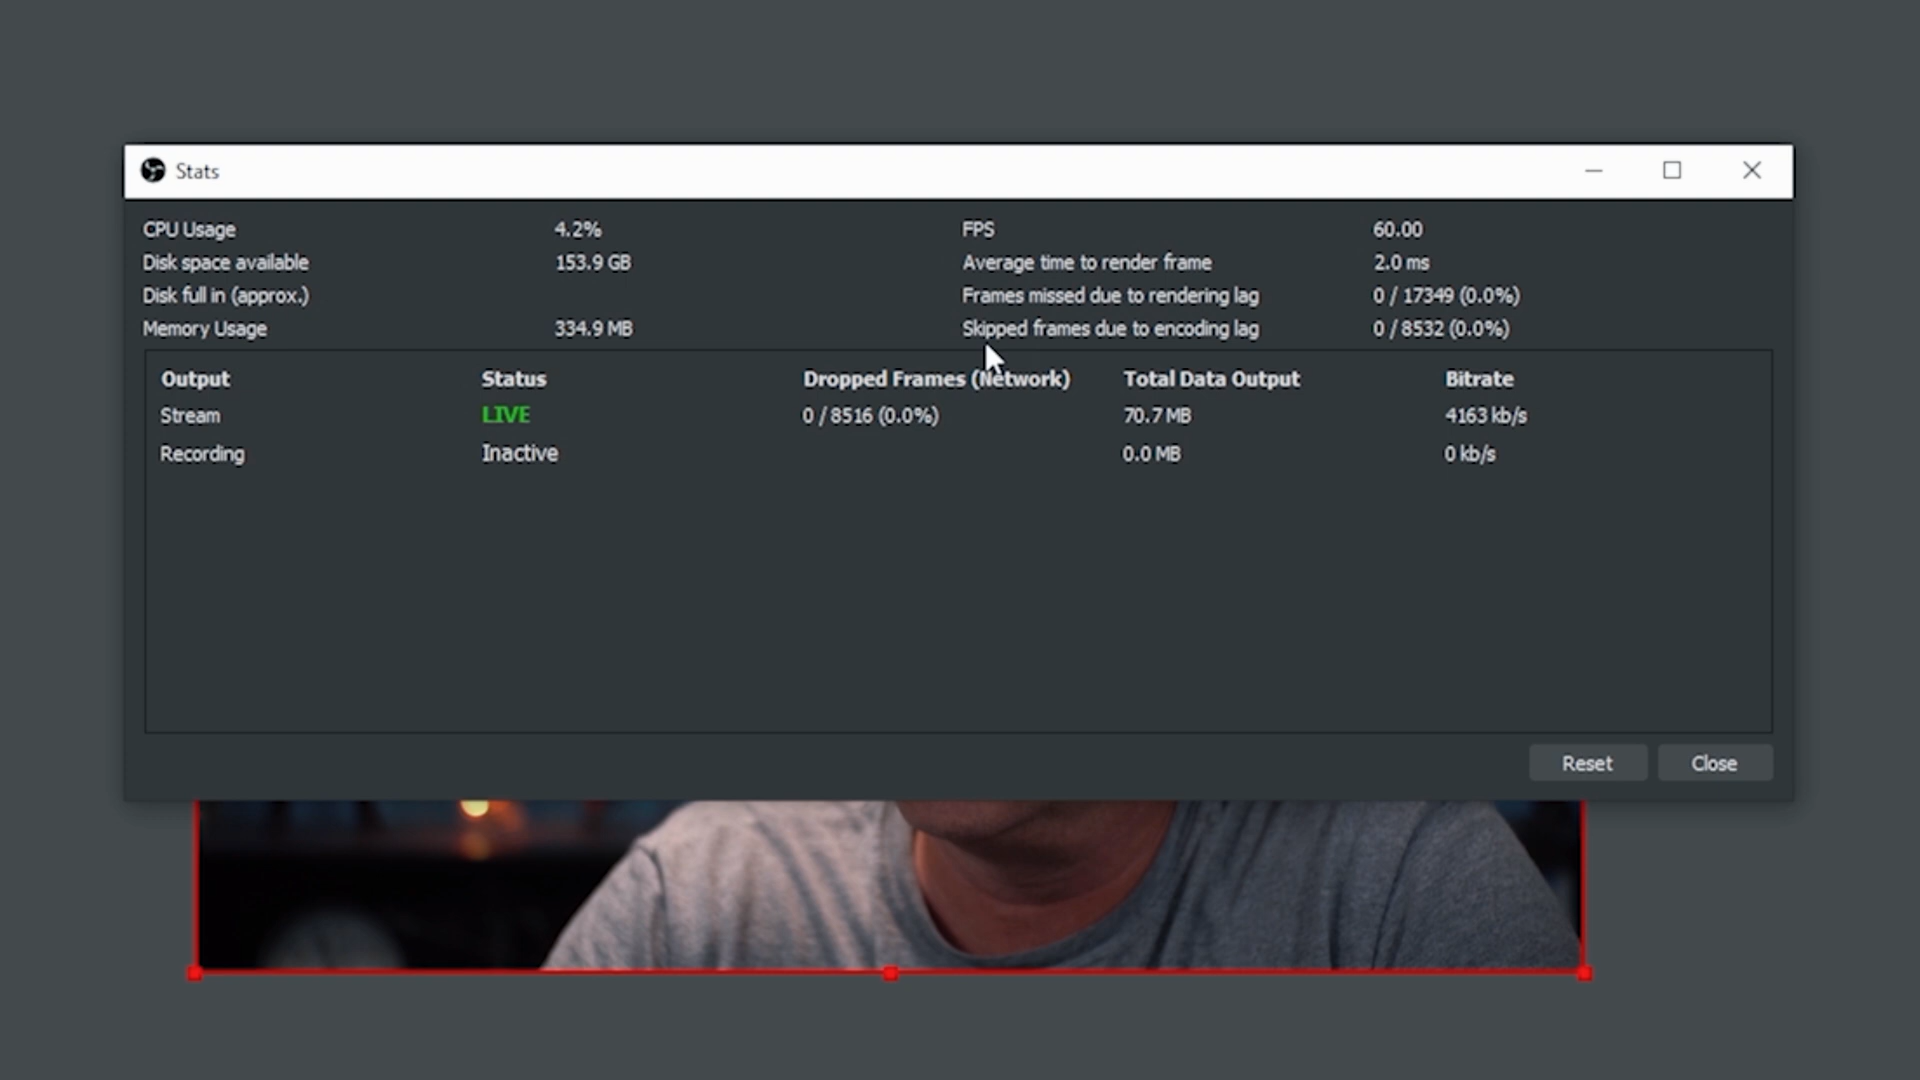 Stats
CPU Usage 4.2% FPS 60.00
Disk space available 153.9 GB Average time to render frame 2.0 ms
Disk full in (approx.) Frames missed due to rendering lag 0 / 17349 (0.0%)
Memory Usage 334.9 MB Skipped frames due to encoding lag 0 / 8532 (0.0%)
Output Status Dropped Frames (Network) Total Data Output Bitrate
Stream LIVE 0 / 8516 (0.0%) 70.7 MB 4163 kb/s
Recording Inactive 0.0 MB 0 kb/s
Reset Close